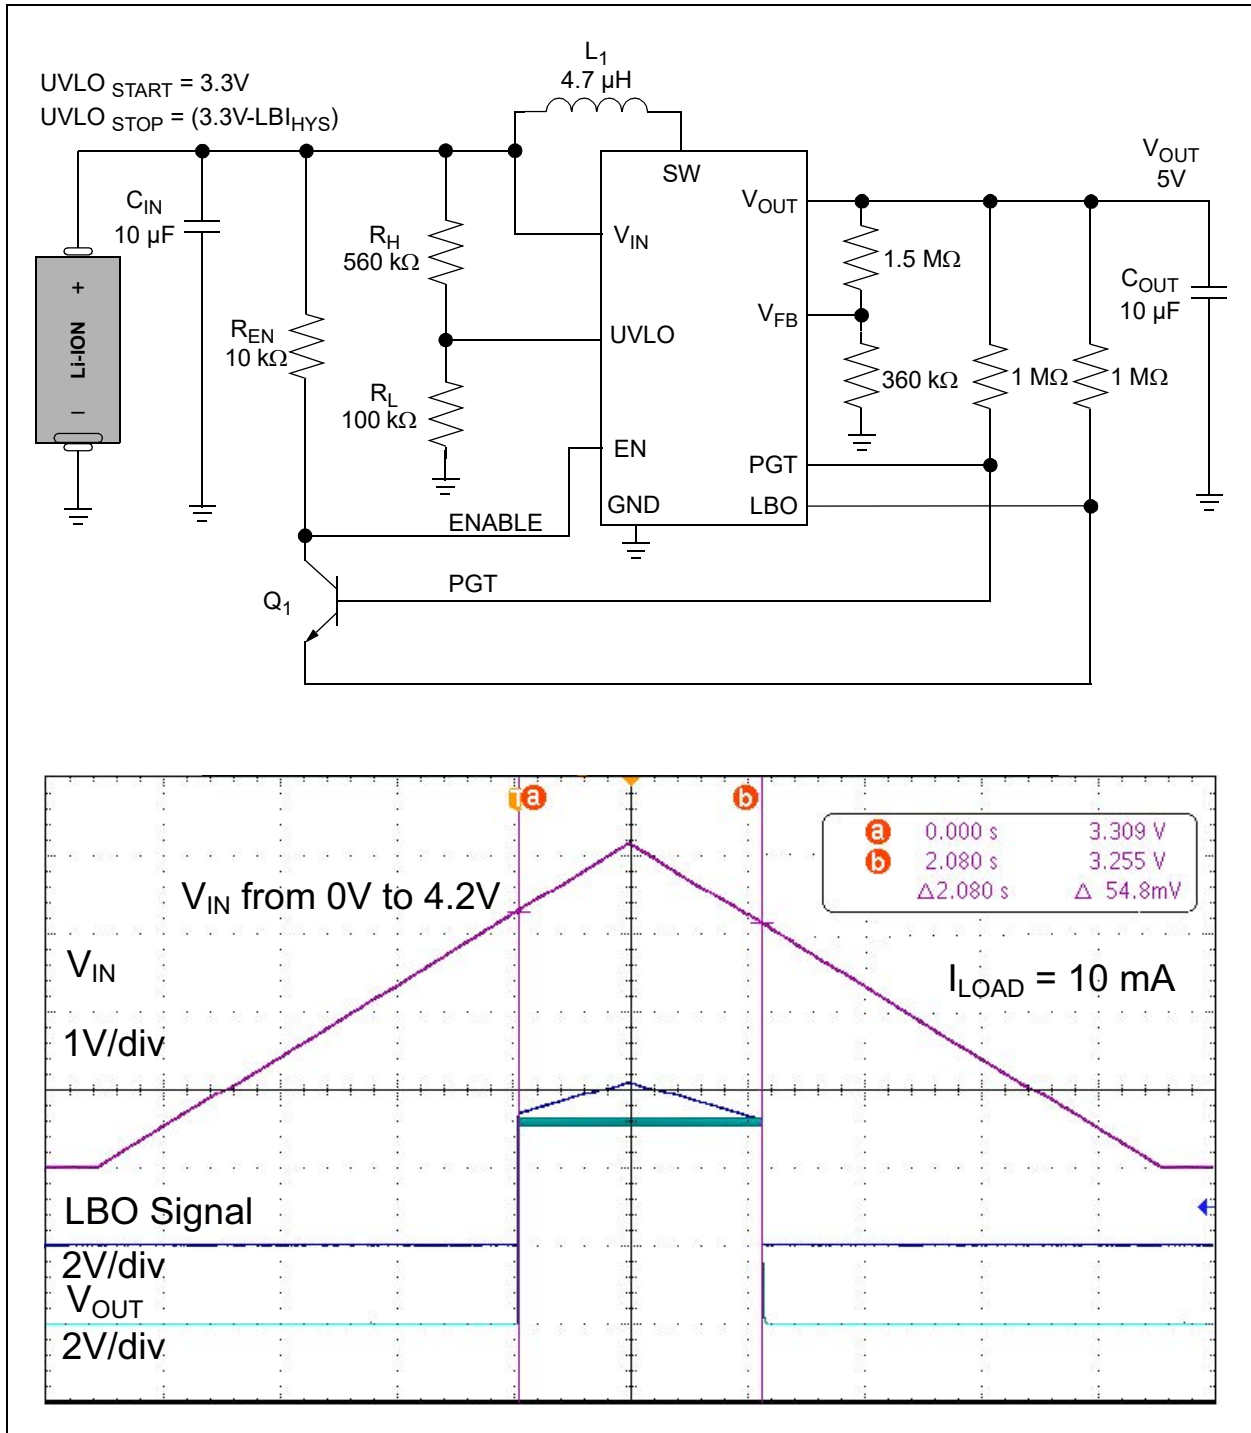 L1
4.7 µH
UVLO START = 3.3V
UVLO STOP = (3.3V-LBIHYS)
VOUT
5V
SW
VOUT
CIN
10 µF
RH
560 kΩ
VIN
1.5 MΩ
COUT
10 µF
+
Li-ION
–
REN
10 kΩ
UVLO
VFB
RL
100 kΩ
360 kΩ
1 MΩ
1 MΩ
EN
PGT
GND
LBO
ENABLE
PGT
Q1
T
a
b
a 0.000 s 3.309 V
b 2.080 s 3.255 V
Δ2.080 s Δ 54.8mV
VIN from 0V to 4.2V
VIN
ILOAD = 10 mA
1V/div
LBO Signal
2V/div
VOUT
2V/div